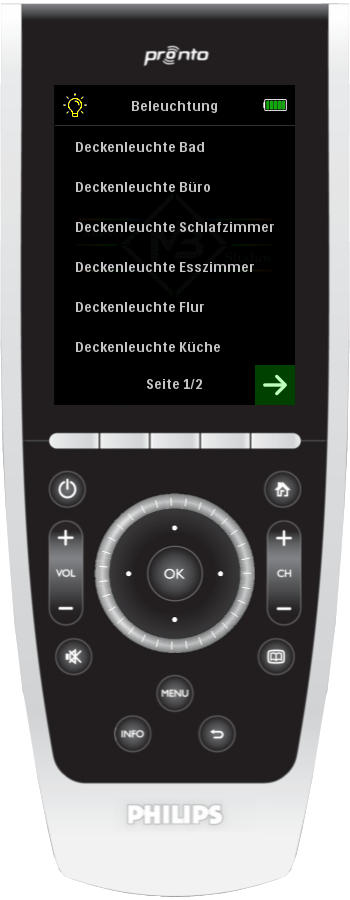 pronto
Beleuchtung
Deckenleuchte Bad
Deckenleuchte Büro
Deckenleuchte Schlafzimmer
Deckenleuchte Esszimmer
Deckenleuchte Flur
Deckenleuchte Küche
Seite 1/2
+ +
VOL OK CH
- -
MENU
INFO
PHILIPS